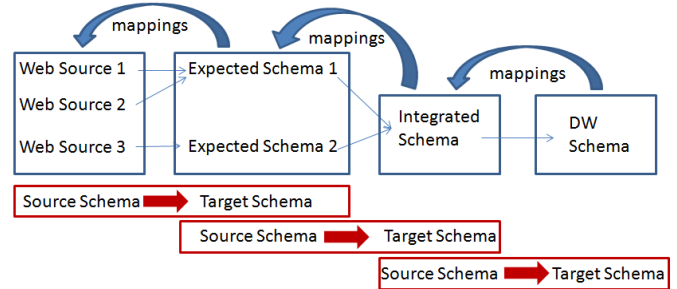 mappings
mappings
mappings
Web Source 1
Expected Schema 1
Web Source 2
Integrated
Schema
DW
Schema
Web Source 3
Expected Schema 2
Source Schema
Target Schema
Source Schema
Target Schema
Source Schema
Target Schema